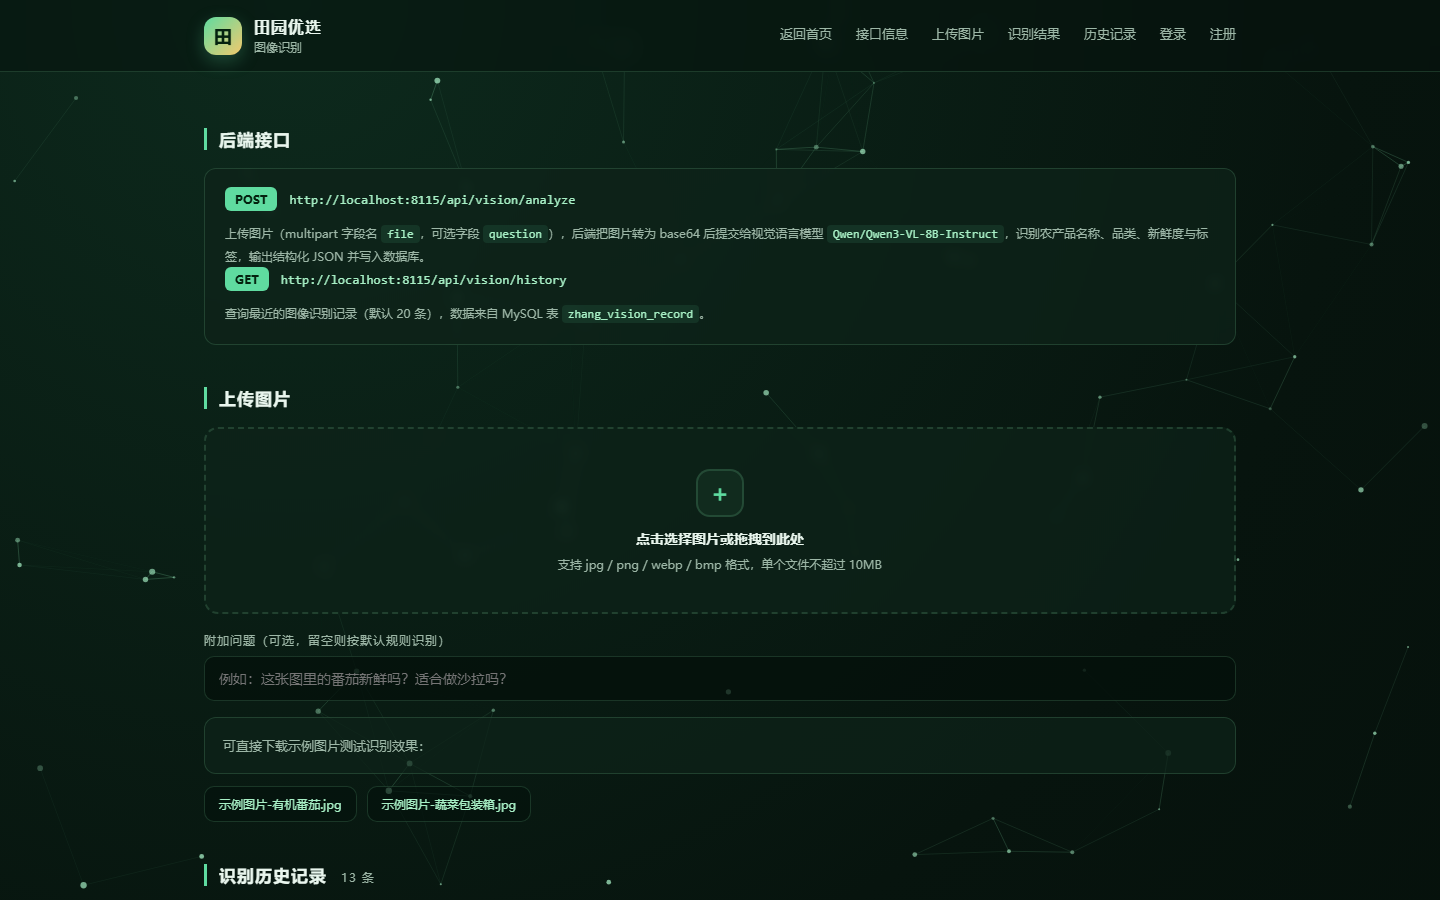 田
田园优选
图像识别
返回首页 接口信息 上传图片 识别结果 历史记录 登录 注册
后端接口
POST http://localhost:8115/api/vision/analyze
上传图片（multipart 字段名 file，可选字段 question），后端把图片转为 base64 后提交给视觉语言模型 Qwen/Qwen3-VL-8B-Instruct，识别农产品名称、品类、新鲜度与标
签，输出结构化 JSON 并写入数据库。
GET http://localhost:8115/api/vision/history
查询最近的图像识别记录（默认 20 条），数据来自 MySQL 表 zhang_vision_record。
上传图片
+
点击选择图片或拖拽到此处
支持 jpg / png / webp / bmp 格式，单个文件不超过 10MB
附加问题（可选，留空则按默认规则识别）
例如：这张图里的番茄新鲜吗？适合做沙拉吗？
可直接下载示例图片测试识别效果：
示例图片-有机番茄.jpg 示例图片-蔬菜包装箱.jpg
识别历史记录 13 条